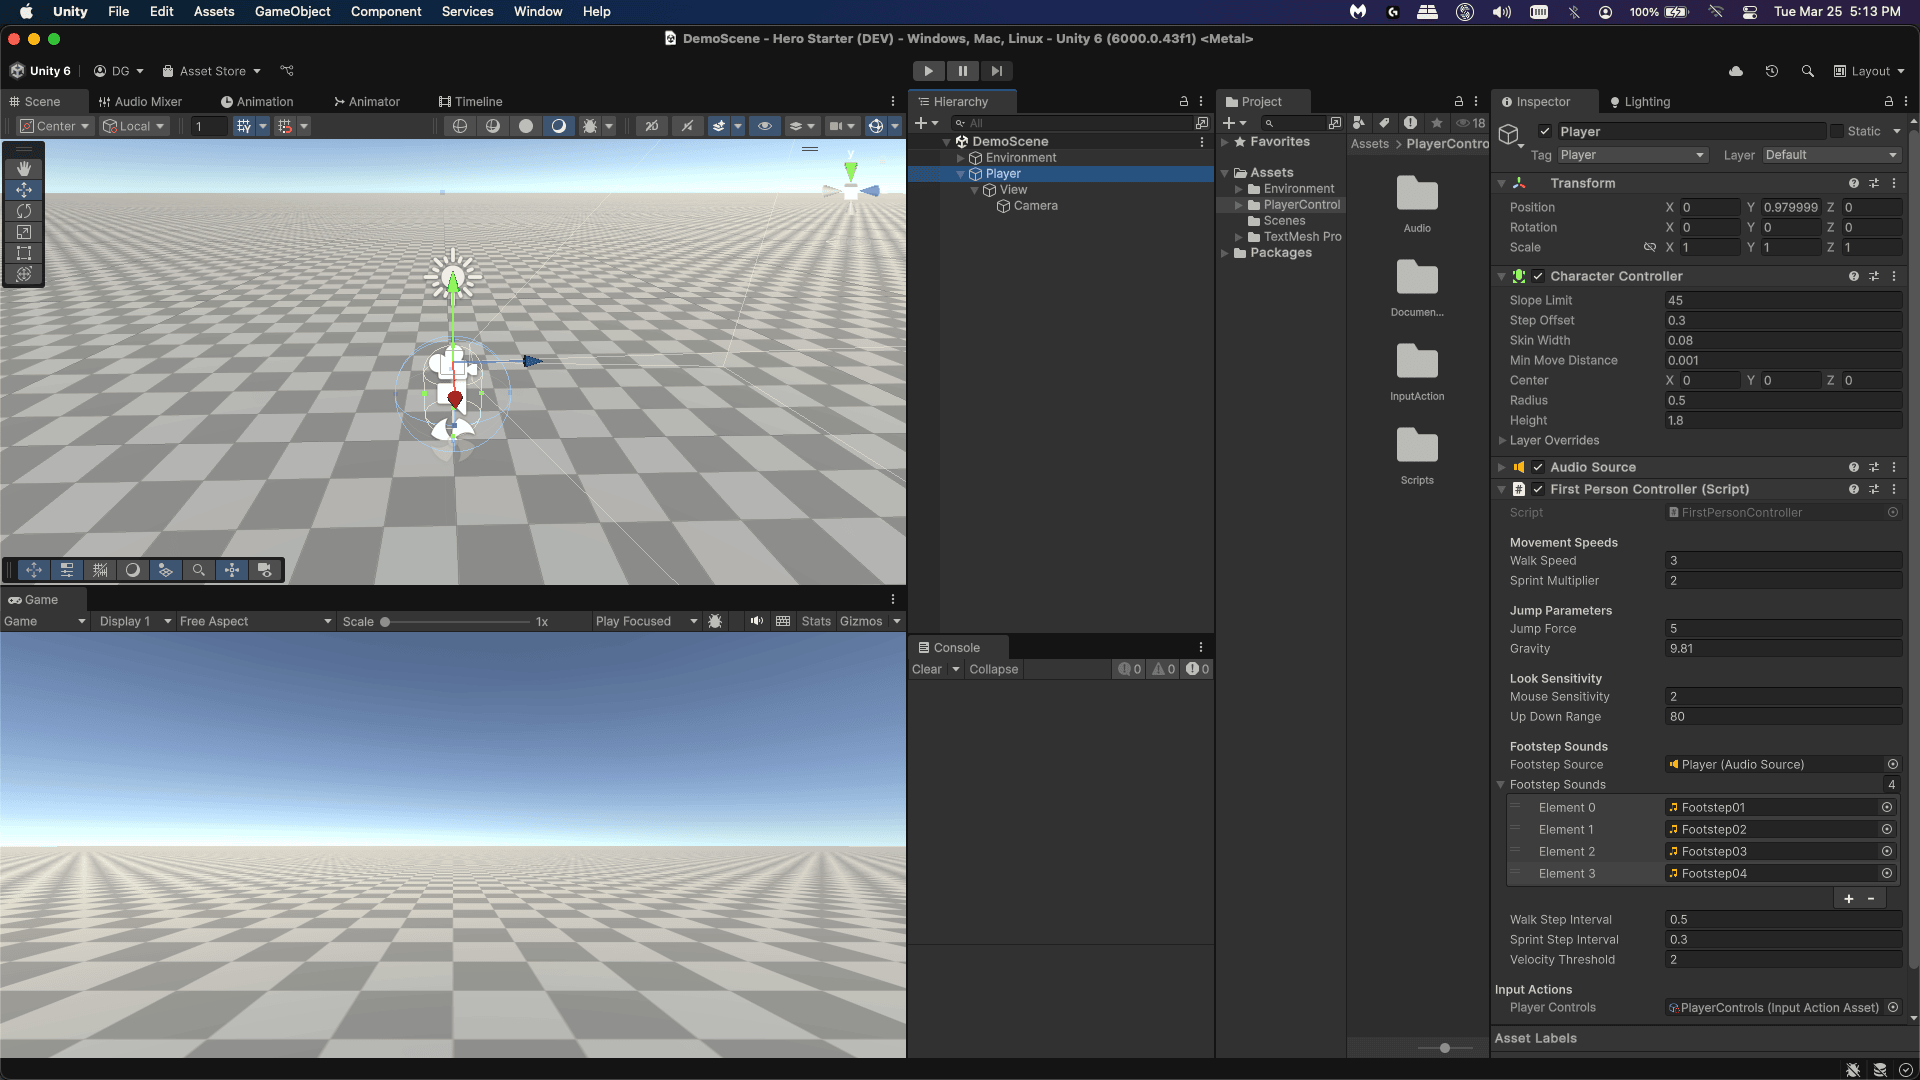 Unity File Edit Assets GameObject Component Services Window Help 100% Tue Mar 25 5:13 PM
DemoScene - Hero Starter (DEV) - Windows, Mac, Linux - Unity 6 (6000.0.43f1) <Metal>
Unity 6 DG Asset Store Layout
Scene Audio Mixer Animation Animator Timeline
Center Local 1 2D
y
Game
Game Display 1 Free Aspect Scale 1x Play Focused Stats Gizmos
Hierarchy
All
DemoScene
Environment
Player
View
Camera
Console
Clear Collapse 0 0 0
Project
18
Favorites
Assets
Environment
PlayerControl
Scenes
TextMesh Pro
Packages
Assets > PlayerContro
Audio
Documen...
InputAction
Scripts
Inspector Lighting
Player Static
Tag Player Layer Default
Transform
Position X 0 Y 0.979999 Z 0
Rotation X 0 Y 0 Z 0
Scale X 1 Y 1 Z 1
Character Controller
Slope Limit 45
Step Offset 0.3
Skin Width 0.08
Min Move Distance 0.001
Center X 0 Y 0 Z 0
Radius 0.5
Height 1.8
Layer Overrides
Audio Source
First Person Controller (Script)
Script FirstPersonController
Movement Speeds
Walk Speed 3
Sprint Multiplier 2
Jump Parameters
Jump Force 5
Gravity 9.81
Look Sensitivity
Mouse Sensitivity 2
Up Down Range 80
Footstep Sounds
Footstep Source Player (Audio Source)
Footstep Sounds 4
Element 0 Footstep01
Element 1 Footstep02
Element 2 Footstep03
Element 3 Footstep04
+ -
Walk Step Interval 0.5
Sprint Step Interval 0.3
Velocity Threshold 2
Input Actions
Player Controls PlayerControls (Input Action Asset)
Asset Labels